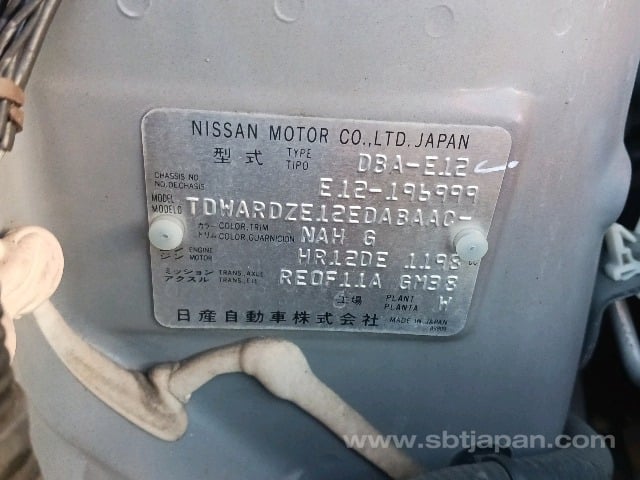 NISSAN MOTOR CO.,LTD. JAPAN
型式 TYPE TIPO DBA-E12
CHASSIS NO NO.DECHASIS E12-196999
MODEL MODELO TDWARDZE12EDABAAC-
カラー トリム COLOR,TRIM COLOR,GUARNICION NAH G
エンジン ENGINE MOTOR HR12DE 1198 cc
ミッション アクスル TRANS.,AXLE TRANS.,EJE RE0F11A GM38
工場 PLANT PLANTA W
日産自動車株式会社 MADE IN JAPAN
www.sbtjapan.com